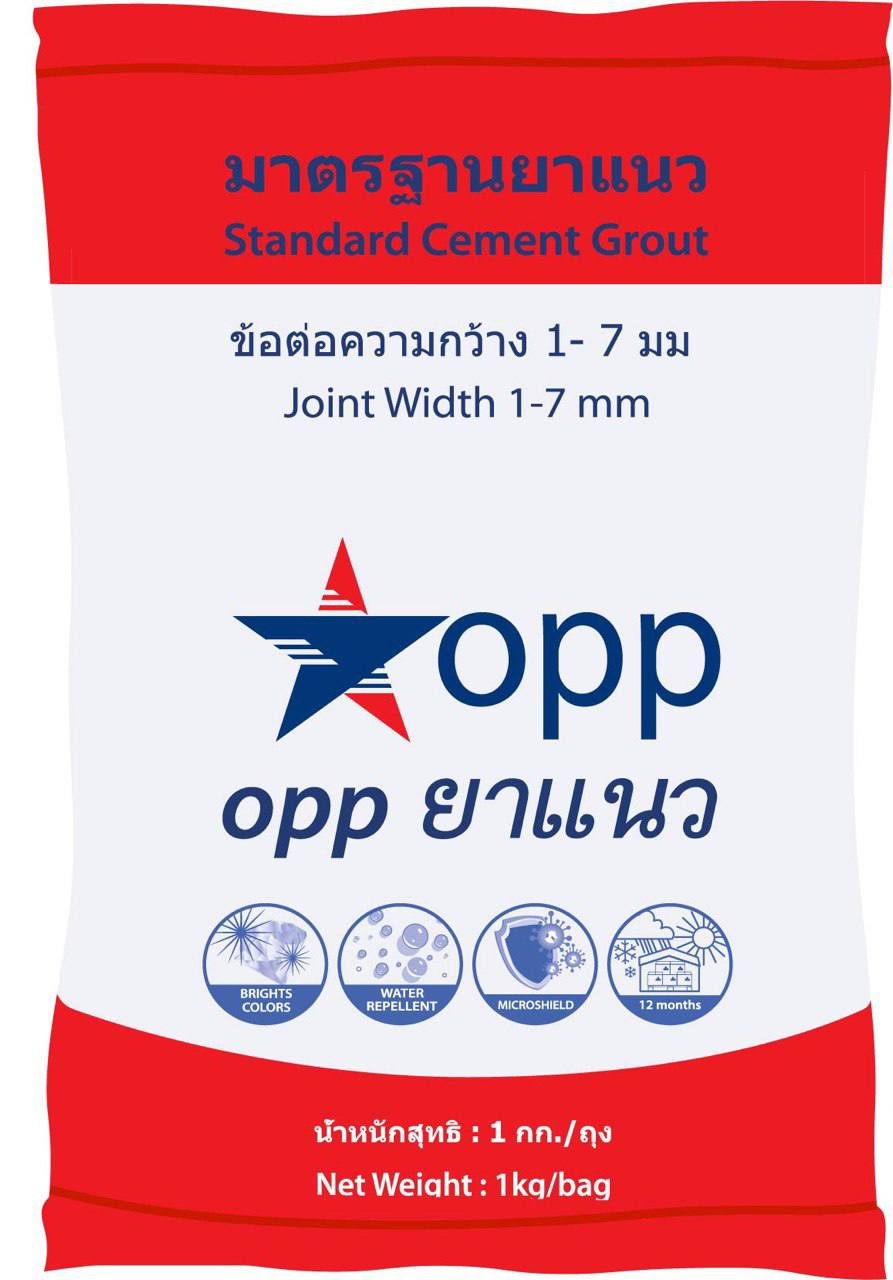 มาตรฐานยาแนว
Standard Cement Grout
ข้อต่อความกว้าง 1- 7 มม
Joint Width 1-7 mm
opp
opp ยาแนว
BRIGHTS
COLORS
WATER
REPELLENT
MICROSHIELD
12 months
น้ำหนักสุทธิ : 1 กก./ถุง
Net Weight : 1kg/bag